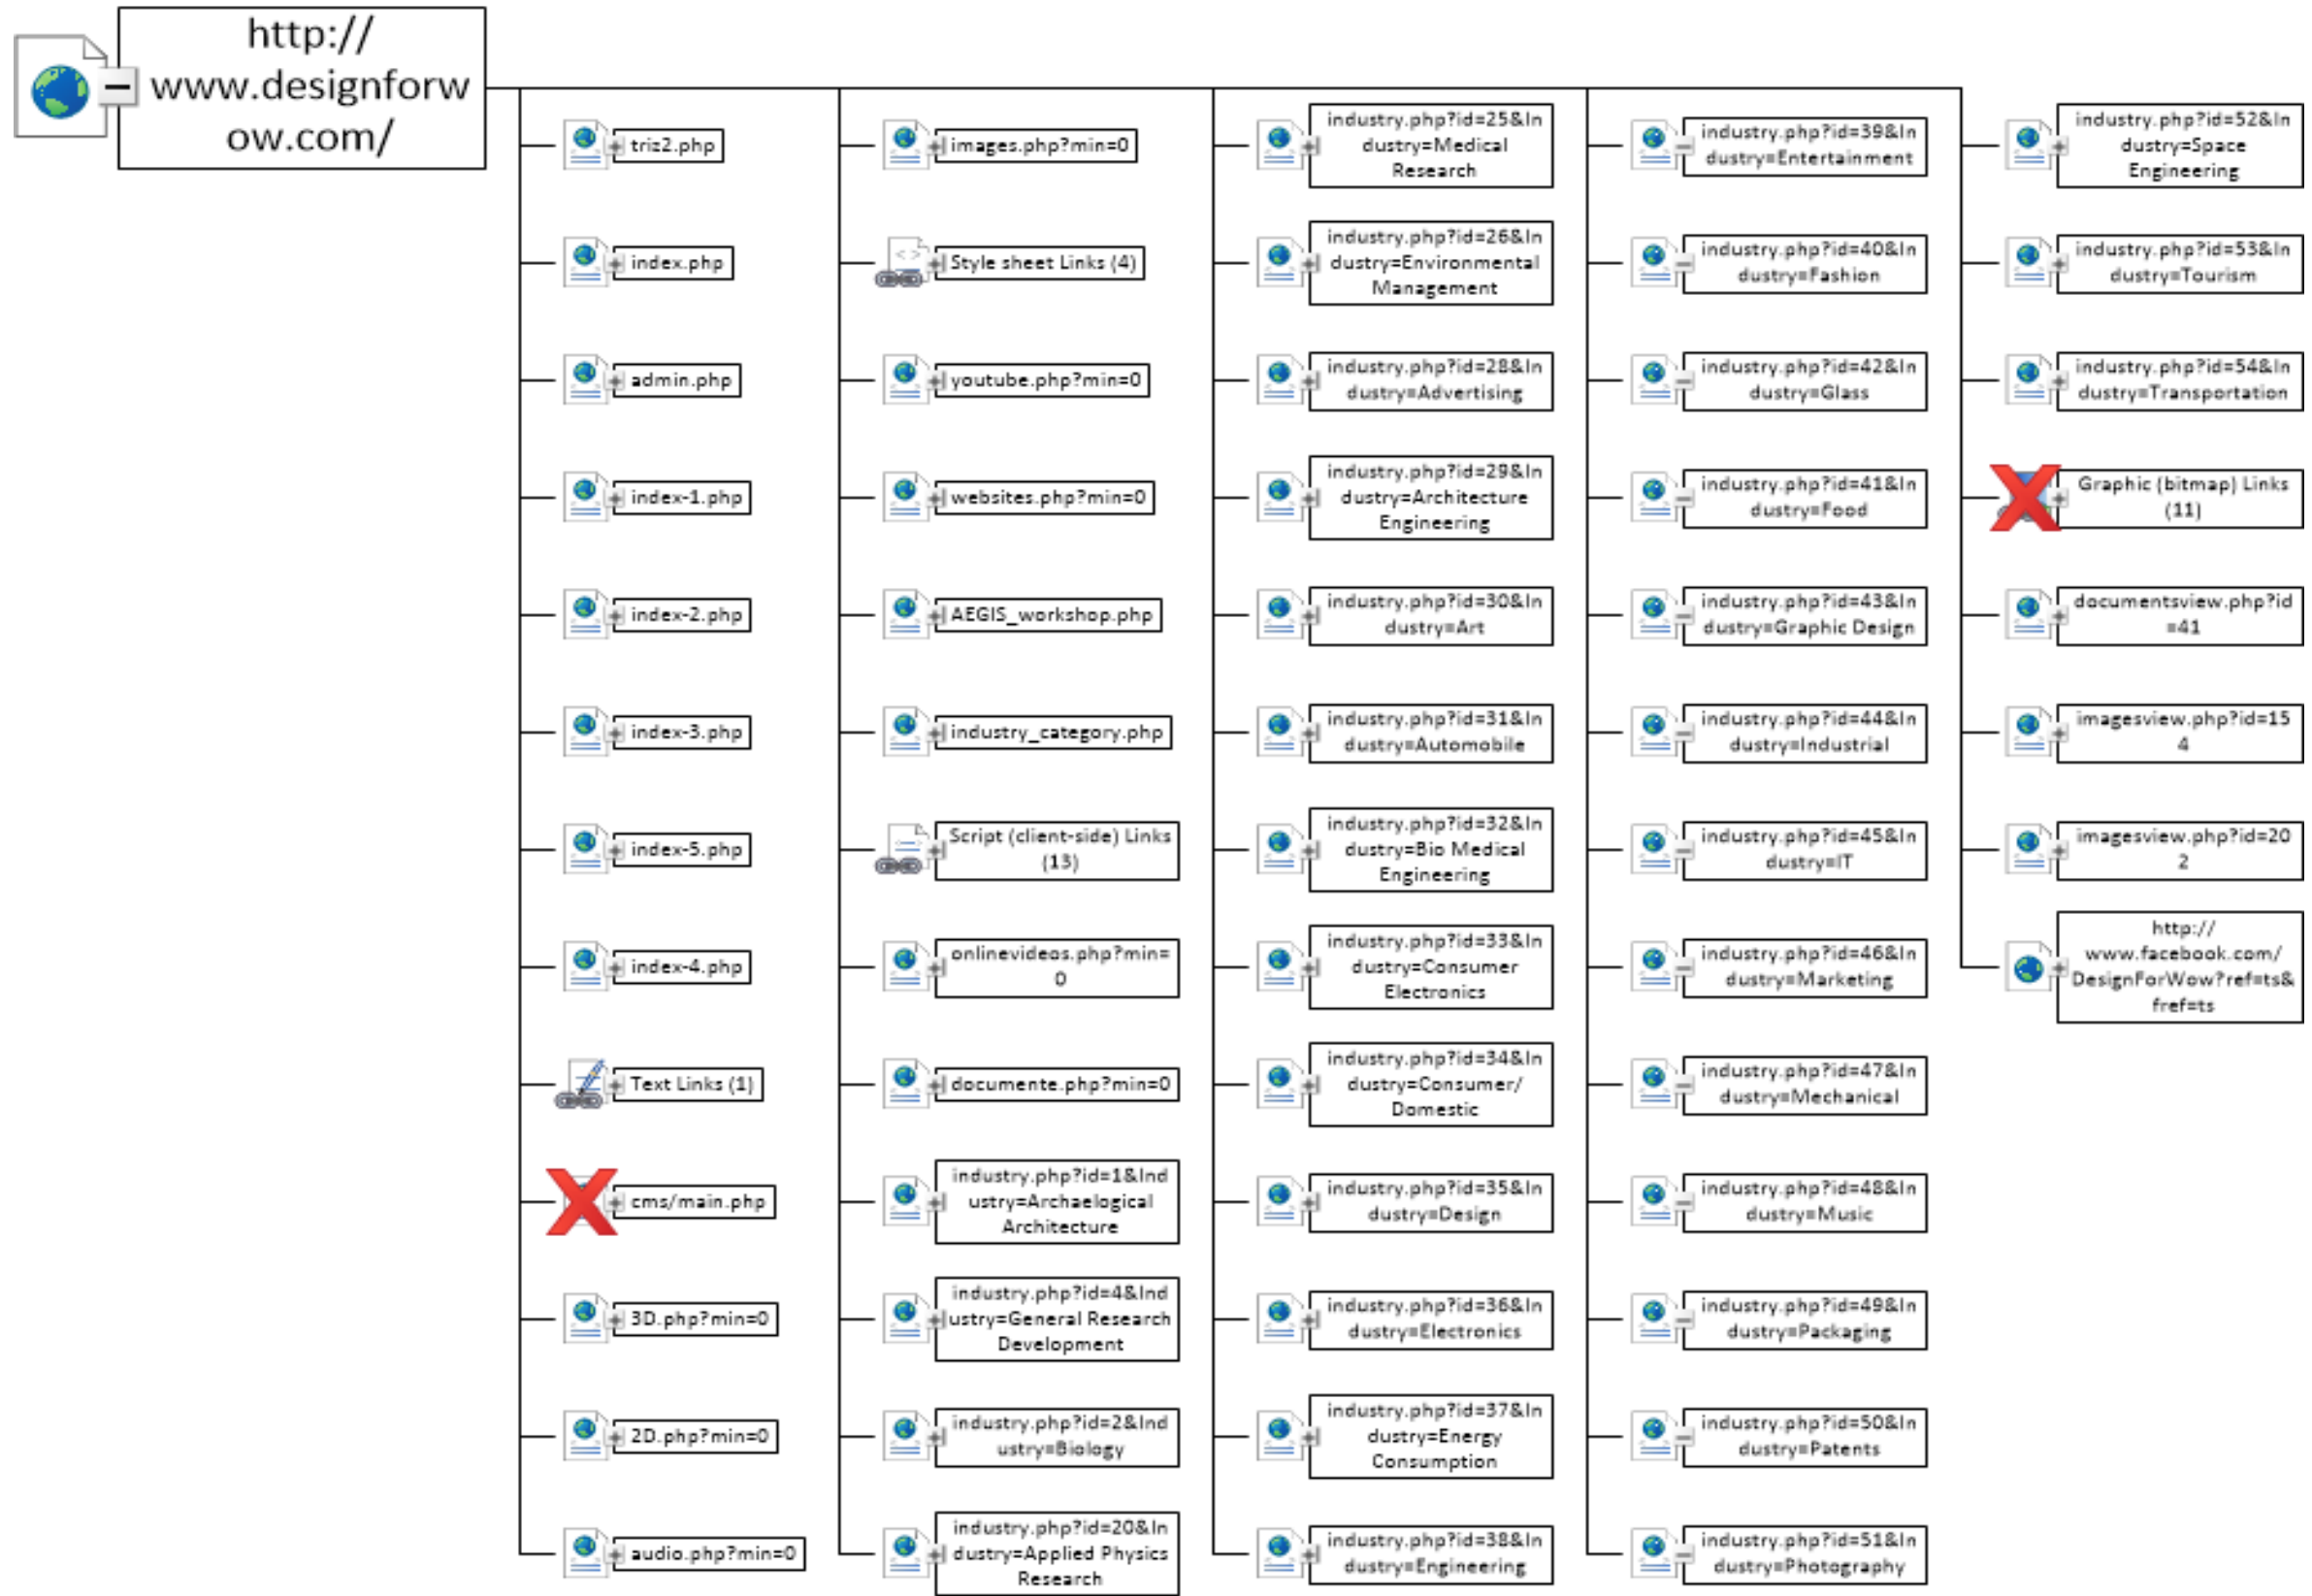 http://
www.designforw
ow.com/
triz2.php
index.php
admin.php
index-1.php
index-2.php
index-3.php
index-5.php
index-4.php
Text Links (1)
cms/main.php
3D.php?min=0
2D.php?min=0
audio.php?min=0
images.php?min=0
Style sheet Links (4)
youtube.php?min=0
websites.php?min=0
AEGIS_workshop.php
industry_category.php
Script (client-side) Links
(13)
onlinevideos.php?min=
0
documente.php?min=0
industry.php?id=1&Ind
ustry=Archaelogical
Architecture
industry.php?id=4&Ind
ustry=General Research
Development
industry.php?id=2&Ind
ustry=Biology
industry.php?id=20&In
dustry=Applied Physics
Research
industry.php?id=25&In
dustry=Medical
Research
industry.php?id=26&In
dustry=Environmental
Management
industry.php?id=28&In
dustry=Advertising
industry.php?id=29&In
dustry=Architecture
Engineering
industry.php?id=30&In
dustry=Art
industry.php?id=31&In
dustry=Automobile
industry.php?id=32&In
dustry=Bio Medical
Engineering
industry.php?id=33&In
dustry=Consumer
Electronics
industry.php?id=34&In
dustry=Consumer/
Domestic
industry.php?id=35&In
dustry=Design
industry.php?id=36&In
dustry=Electronics
industry.php?id=37&In
dustry=Energy
Consumption
industry.php?id=38&In
dustry=Engineering
industry.php?id=39&In
dustry=Entertainment
industry.php?id=40&In
dustry=Fashion
industry.php?id=42&In
dustry=Glass
industry.php?id=41&In
dustry=Food
industry.php?id=43&In
dustry=Graphic Design
industry.php?id=44&In
dustry=Industrial
industry.php?id=45&In
dustry=IT
industry.php?id=46&In
dustry=Marketing
industry.php?id=47&In
dustry=Mechanical
industry.php?id=48&In
dustry=Music
industry.php?id=49&In
dustry=Packaging
industry.php?id=50&In
dustry=Patents
industry.php?id=51&In
dustry=Photography
industry.php?id=52&In
dustry=Space
Engineering
industry.php?id=53&In
dustry=Tourism
industry.php?id=54&In
dustry=Transportation
Graphic (bitmap) Links
(11)
documentsview.php?id
=41
imagesview.php?id=15
4
imagesview.php?id=20
2
http://
www.facebook.com/
DesignForWow?ref=ts&
fref=ts